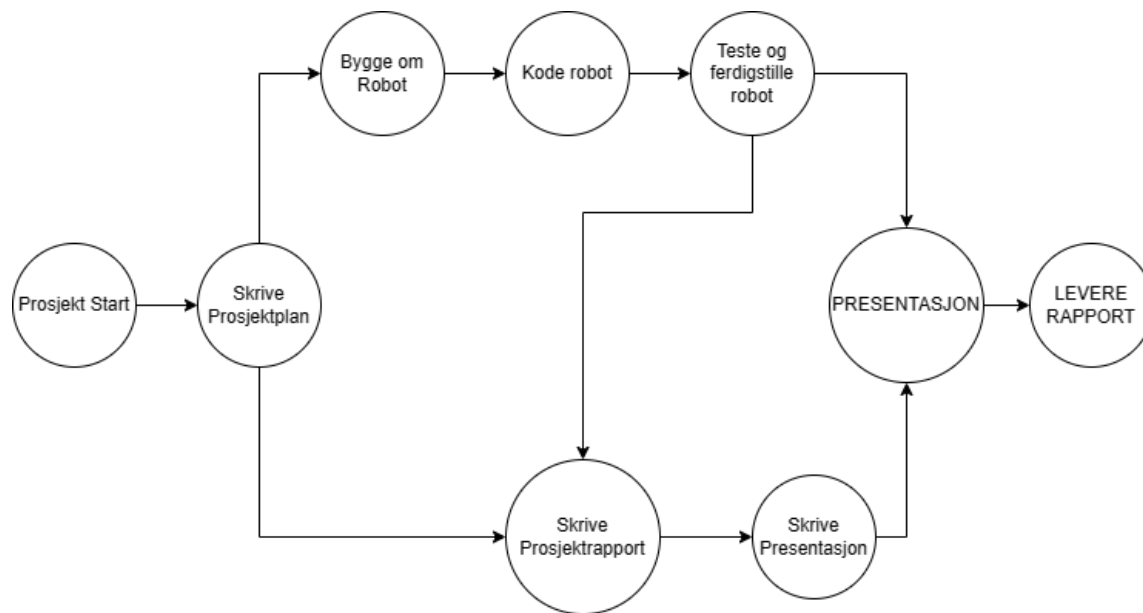 Bygge om
Robot
Kode robot
Teste og
ferdigstille
robot
Prosjekt Start
Skrive
Prosjektplan
PRESENTASJON
LEVERE
RAPPORT
Skrive
Prosjektrapport
Skrive
Presentasjon